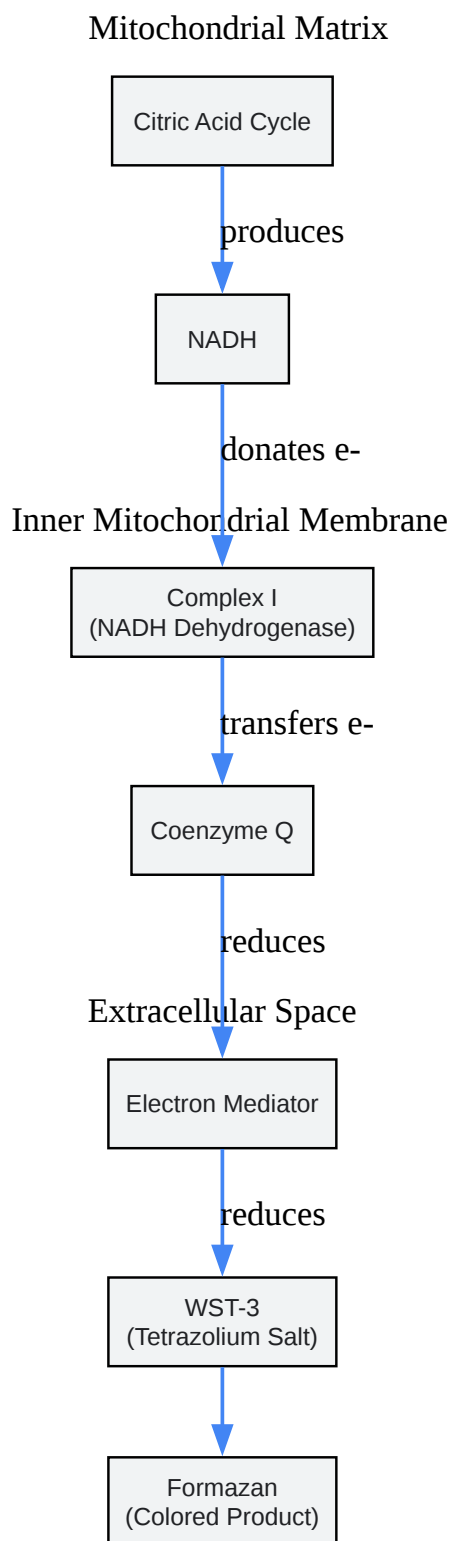 Mitochondrial Matrix
Citric Acid Cycle
produces
NADH
donates e-
Inner Mitochondrial Membrane
Complex I
(NADH Dehydrogenase)
transfers e-
Coenzyme Q
reduces
Extracellular Space
Electron Mediator
reduces
WST-3
(Tetrazolium Salt)
Formazan
(Colored Product)